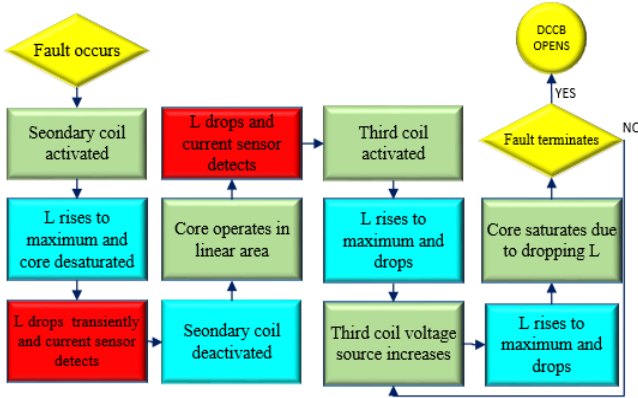 Fault occurs
Seondary coil
activated
L rises to
maximum and
core desaturated
L drops transiently
and current sensor
detects
Seondary coil
deactivated
Core operates in
linear area
L drops and
current sensor
detects
Third coil
activated
L rises to
maximum and
drops
Third coil voltage
source increases
L rises to
maximum and
drops
Core saturates due
to dropping L
Fault terminates
YES
NO
DCCB
OPENS